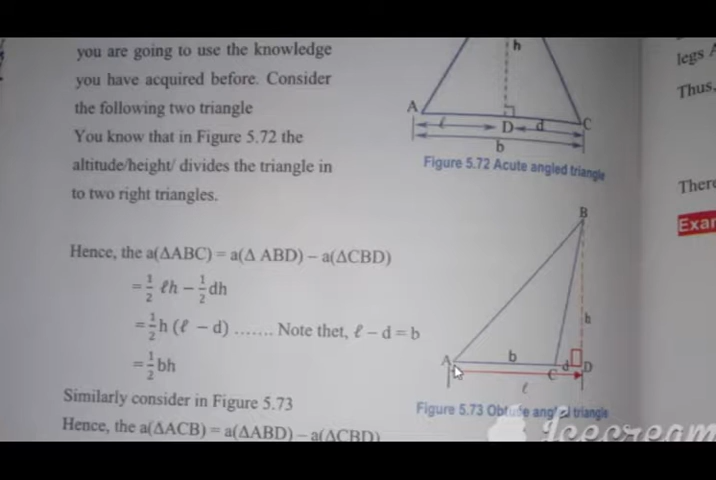 you are going to use the knowledge
you have acquired before. Consider
the following two triangle
You know that in Figure 5.72 the
altitude/height/ divides the triangle in
to two right triangles.
h
A
ℓ
D
d
C
b
Figure 5.72 Acute angled triangle
Hence, the a(ΔABC) = a(Δ ABD) – a(ΔCBD)
= 1/2 ℓh – 1/2 dh
= 1/2 h (ℓ – d) ....... Note thet, ℓ – d = b
= 1/2 bh
Similarly consider in Figure 5.73
Hence, the a(ΔACB) = a(ΔABD) – a(ΔCBD)
B
h
A
b
C
d
D
ℓ
Figure 5.73 Obtude angled triangle
legs
Thus,
Icecream